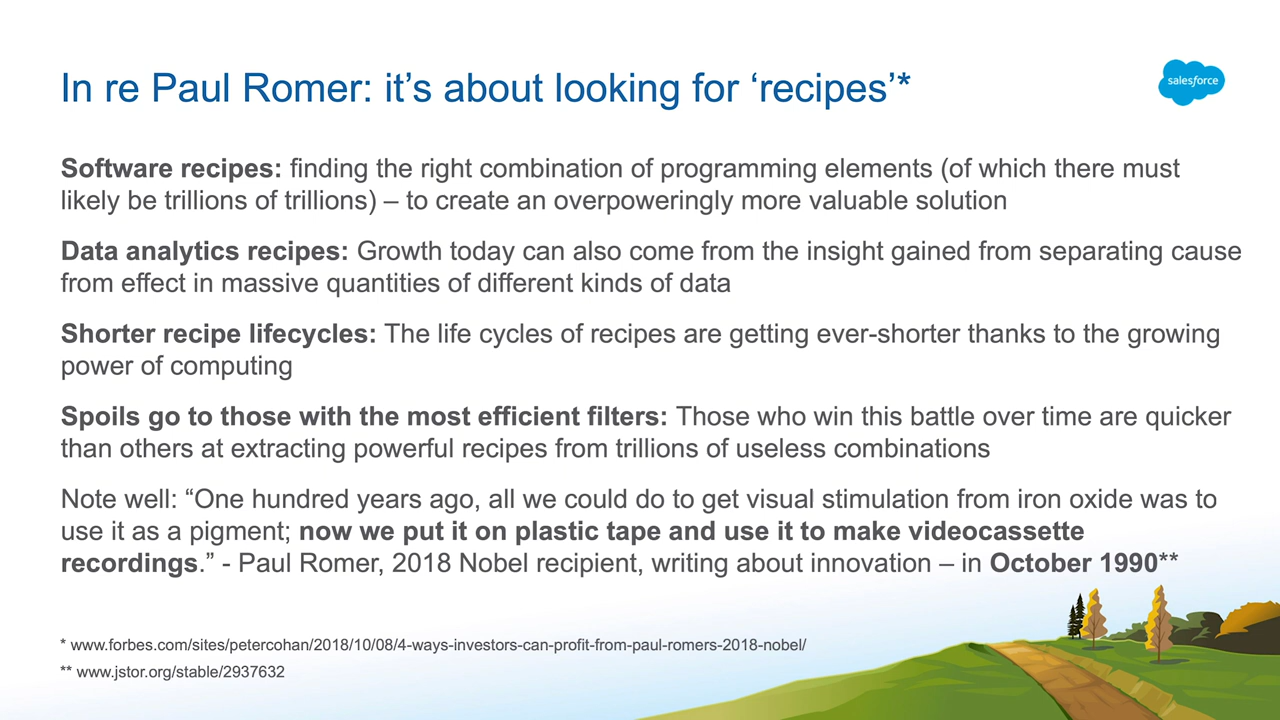 In re Paul Romer: it’s about looking for ‘recipes’*
salesforce
Software recipes: finding the right combination of programming elements (of which there must
likely be trillions of trillions) – to create an overpoweringly more valuable solution
Data analytics recipes: Growth today can also come from the insight gained from separating cause
from effect in massive quantities of different kinds of data
Shorter recipe lifecycles: The life cycles of recipes are getting ever-shorter thanks to the growing
power of computing
Spoils go to those with the most efficient filters: Those who win this battle over time are quicker
than others at extracting powerful recipes from trillions of useless combinations
Note well: “One hundred years ago, all we could do to get visual stimulation from iron oxide was to
use it as a pigment; now we put it on plastic tape and use it to make videocassette
recordings.” - Paul Romer, 2018 Nobel recipient, writing about innovation – in October 1990**
* www.forbes.com/sites/petercohan/2018/10/08/4-ways-investors-can-profit-from-paul-romers-2018-nobel/
** www.jstor.org/stable/2937632